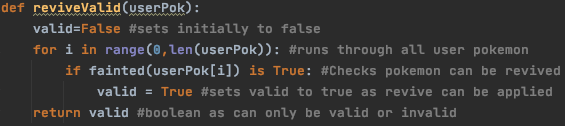 def reviveValid(userPok):
    valid=False #sets initially to false
    for i in range(0,len(userPok)): #runs through all user pokemon
        if fainted(userPok[i]) is True: #Checks pokemon can be revived
            valid = True #sets valid to true as revive can be applied
    return valid #boolean as can only be valid or invalid